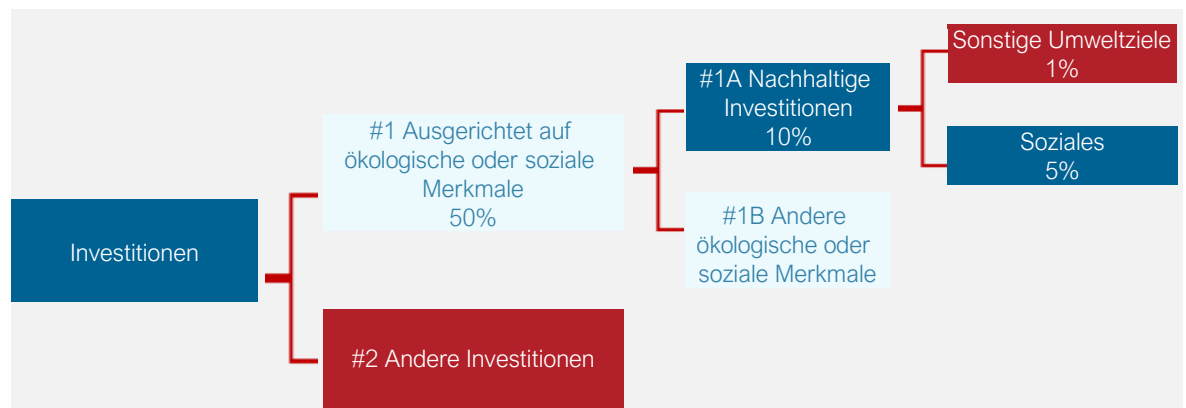 Investitionen
#1 Ausgerichtet auf
ökologische oder soziale
Merkmale
50%
#2 Andere Investitionen
#1A Nachhaltige
Investitionen
10%
#1B Andere
ökologische oder
soziale Merkmale
Sonstige Umweltziele
1%
Soziales
5%